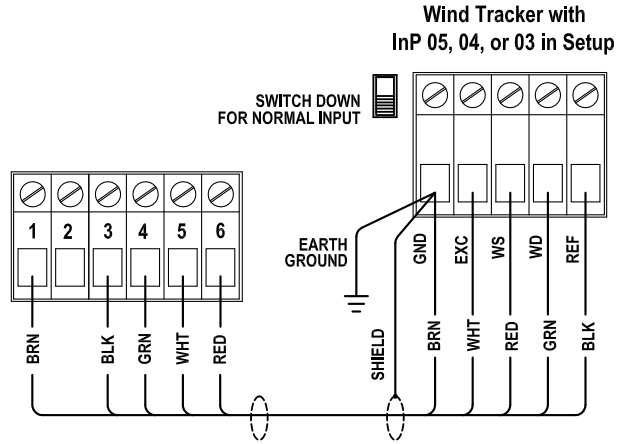 Wind Tracker with
InP 05, 04, or 03 in Setup
SWITCH DOWN
FOR NORMAL INPUT
1 2 3 4 5 6
EARTH
GROUND
GND EXC WS WD REF
BRN BLK GRN WHT RED
SHIELD
BRN WHT RED GRN BLK